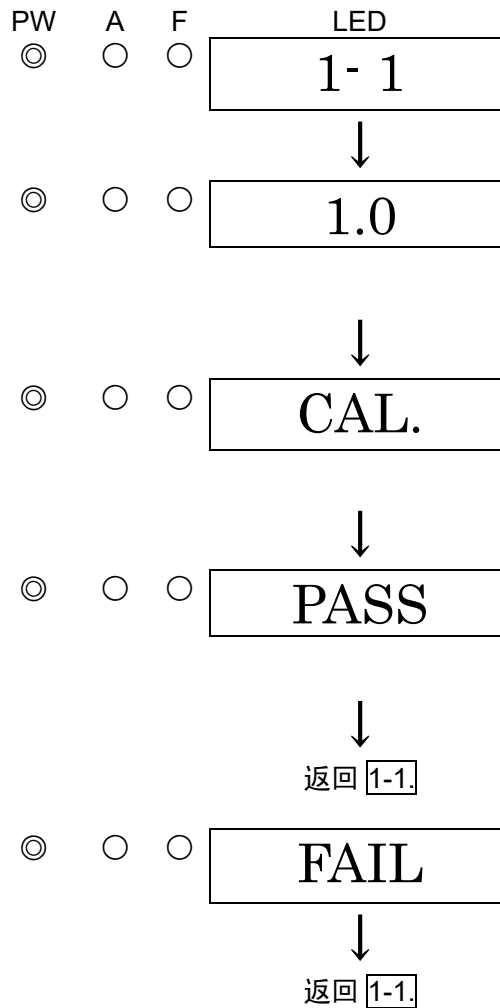 PW A F LED
◎ ○ ○ 1- 1
↓
◎ ○ ○ 1.0
↓
◎ ○ ○ CAL.
↓
◎ ○ ○ PASS
↓
返回 1-1.
◎ ○ ○ FAIL
↓
返回 1-1.